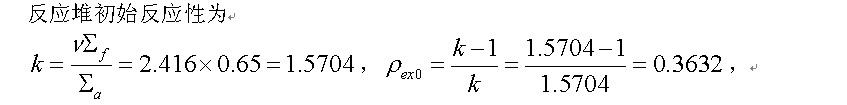 反应堆初始反应性为↵
k = νΣf / Σa = 2.416×0.65 = 1.5704 , ρex0 = (k−1) / k = (1.5704−1) / 1.5704 = 0.3632 , ↵